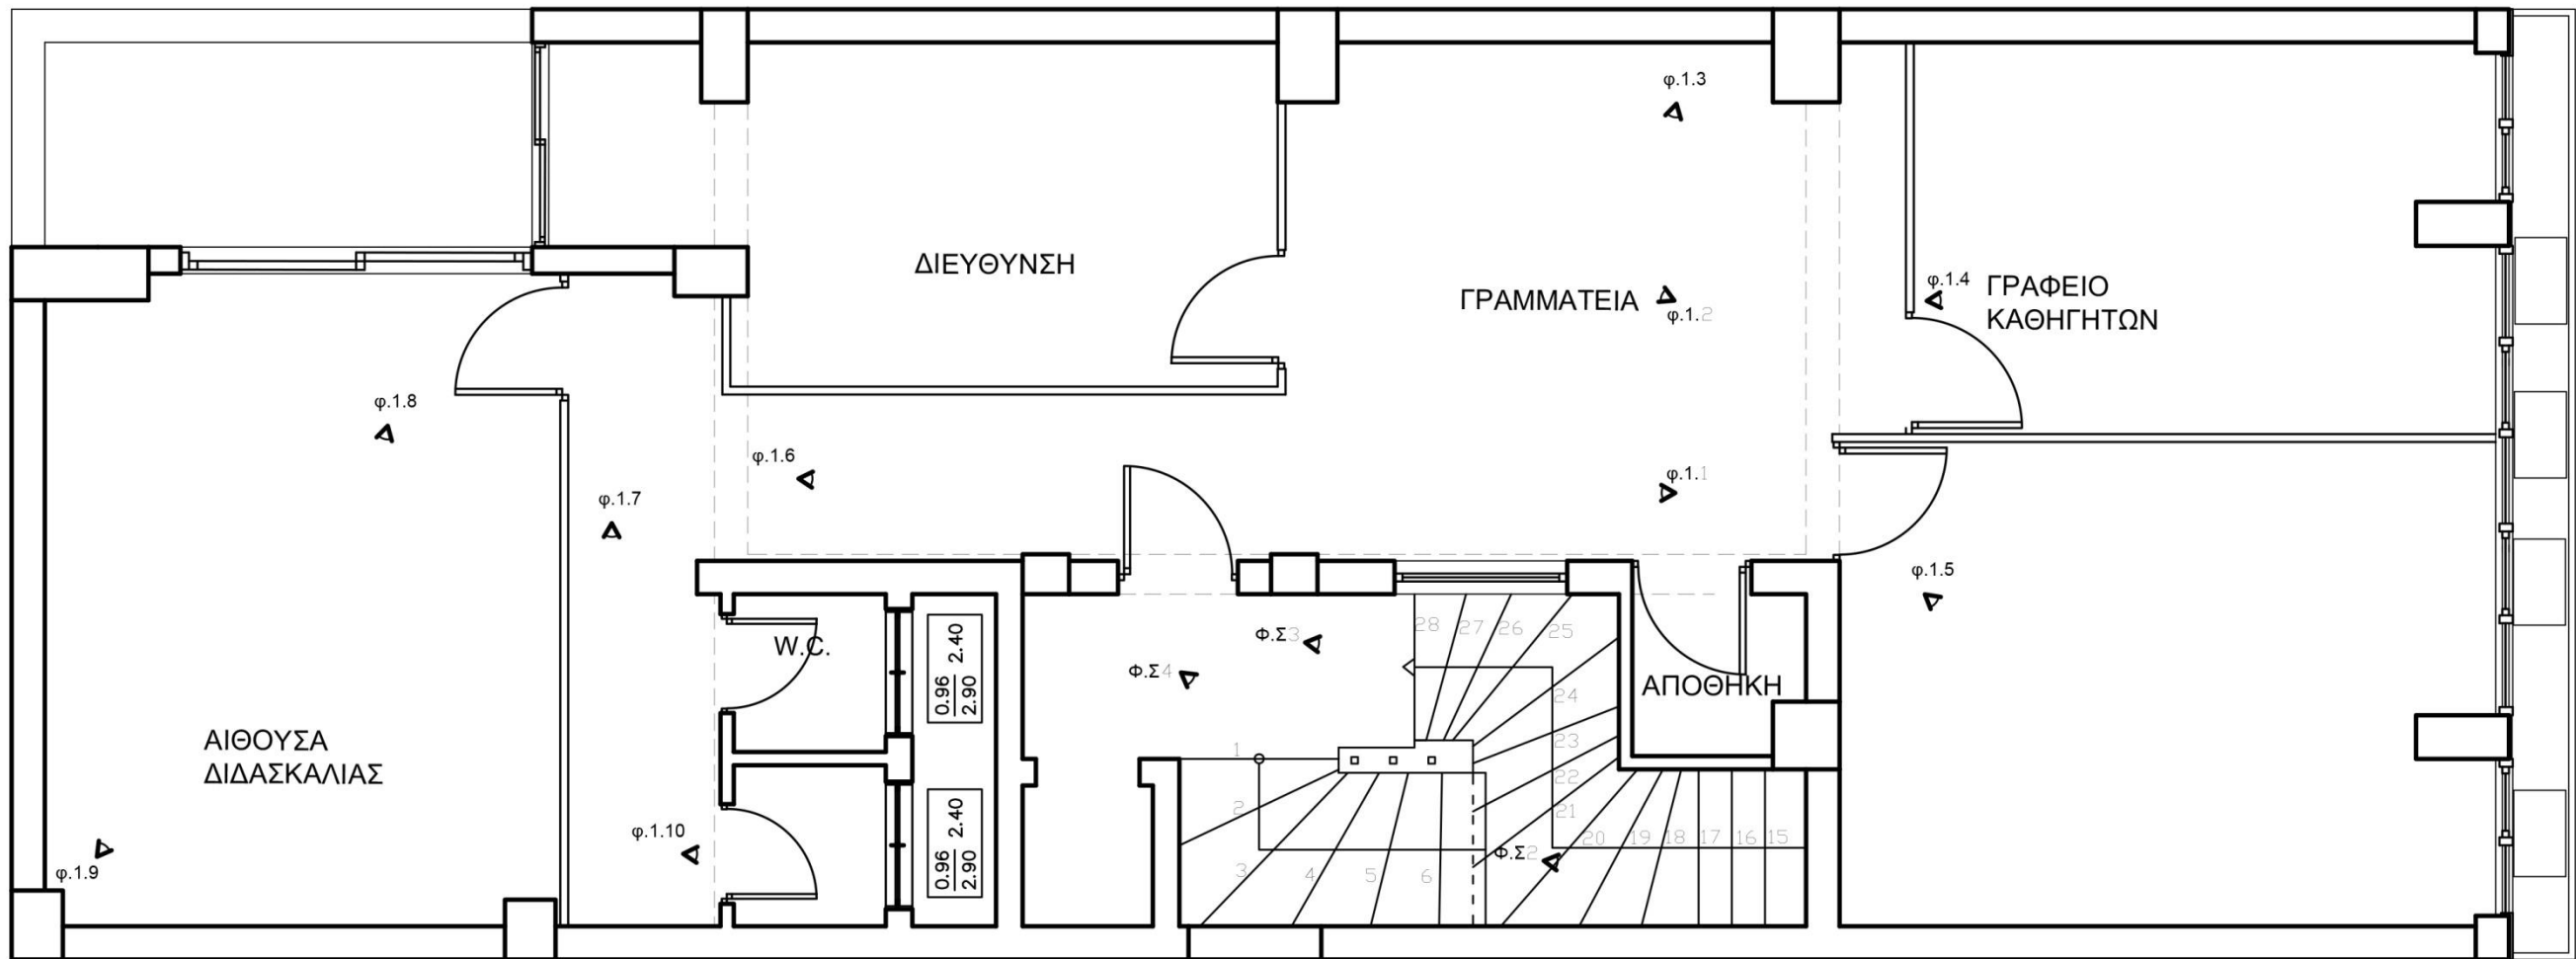 φ.1.3
ΔΙΕΥΘΥΝΣΗ
ΓΡΑΜΜΑΤΕΙΑ
φ.1.2
φ.1.4
ΓΡΑΦΕΙΟ
ΚΑΘΗΓΗΤΩΝ
φ.1.8
φ.1.6
φ.1.7
φ.1.1
φ.1.5
W.C.
0.96 2.40
2.90
Φ.Σ3
Φ.Σ4
28 27 26 25
24
23
22
21
ΑΠΟΘΗΚΗ
ΑΙΘΟΥΣΑ
ΔΙΔΑΣΚΑΛΙΑΣ
φ.1.10
φ.1.9
0.96 2.40
2.90
1
2
3 4 5 6
Φ.Σ2
20 19 18 17 16 15